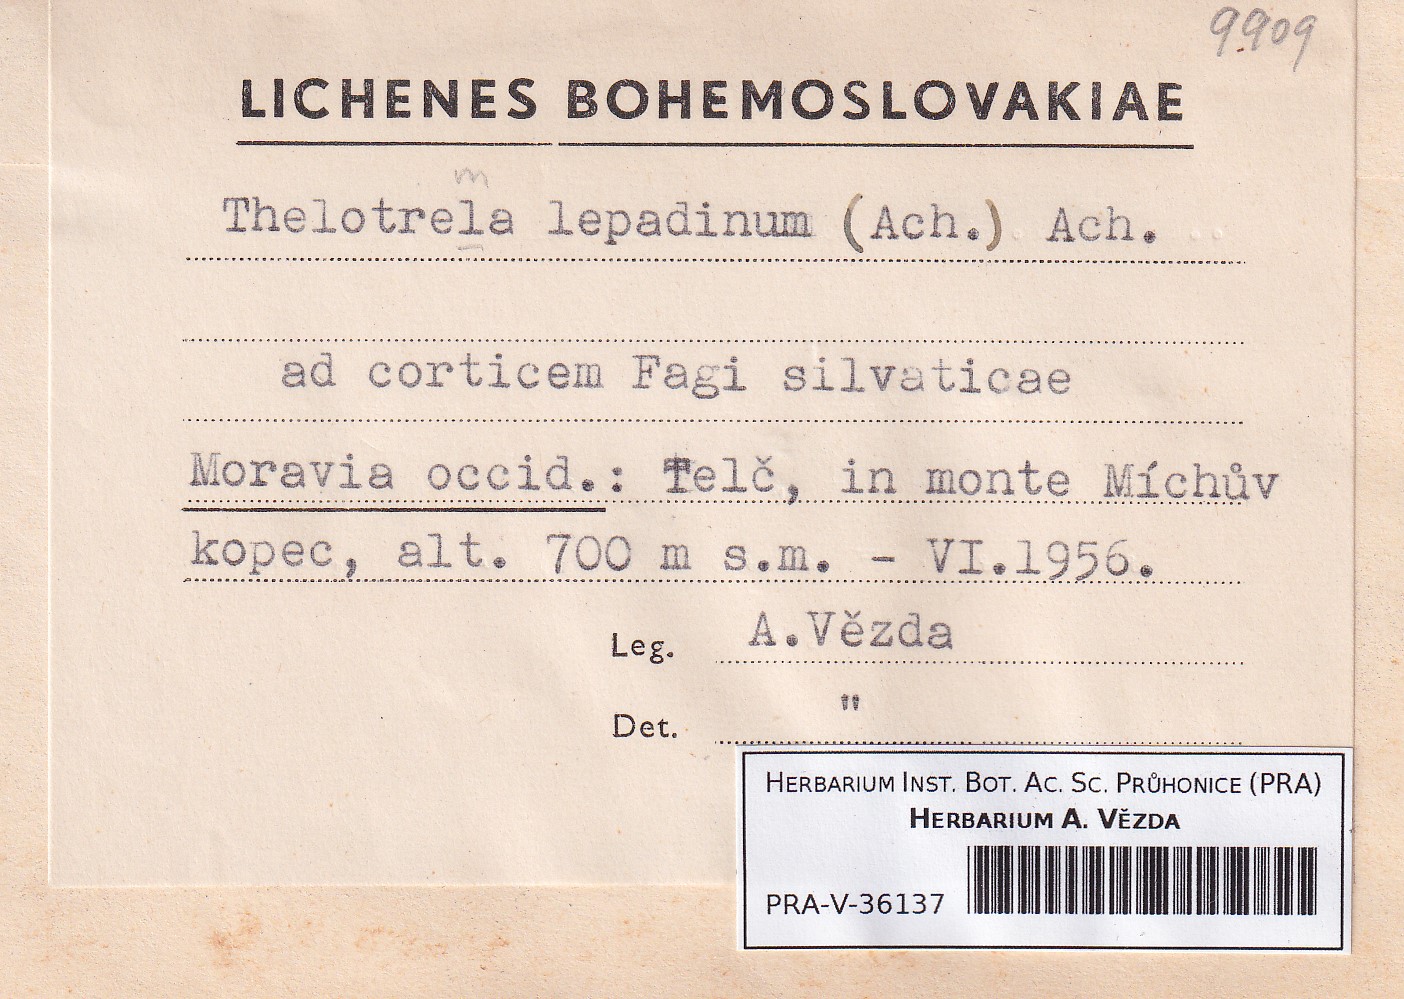 9909
LICHENES BOHEMOSLOVAKIAE
m
Thelotrela lepadinum (Ach.) Ach.
ad corticem Fagi silvaticae
Moravia occid.: Telč, in monte Míchův
kopec, alt. 700 m s.m. - VI.1956.
Leg. A.Vězda
Det. "
HERBARIUM INST. BOT. AC. SC. PRŮHONICE (PRA)
HERBARIUM A. VĚZDA
PRA-V-36137